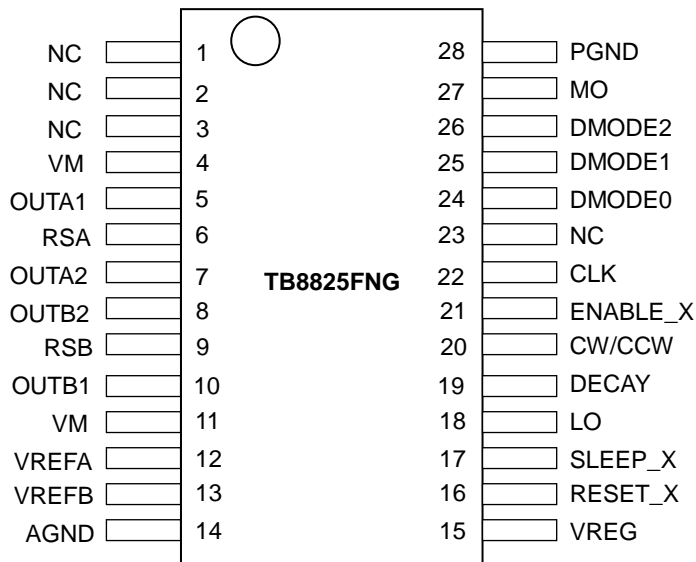 NC 1 28 PGND
NC 2 27 MO
NC 3 26 DMODE2
VM 4 25 DMODE1
OUTA1 5 24 DMODE0
RSA 6 23 NC
OUTA2 7 TB8825FNG 22 CLK
OUTB2 8 21 ENABLE_X
RSB 9 20 CW/CCW
OUTB1 10 19 DECAY
VM 11 18 LO
VREFA 12 17 SLEEP_X
VREFB 13 16 RESET_X
AGND 14 15 VREG